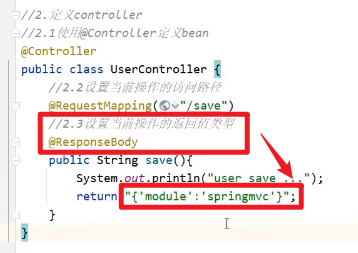 //2.定义controller
//2.1使用@Controller定义bean
@Controller
public class UserController {
//2.2设置当前操作的访问路径
@RequestMapping("/save")
//2.3设置当前操作的返回值类型
@ResponseBody
public String save(){
System.out.println("user save ...");
return "{'module':'springmvc'}";
}
}